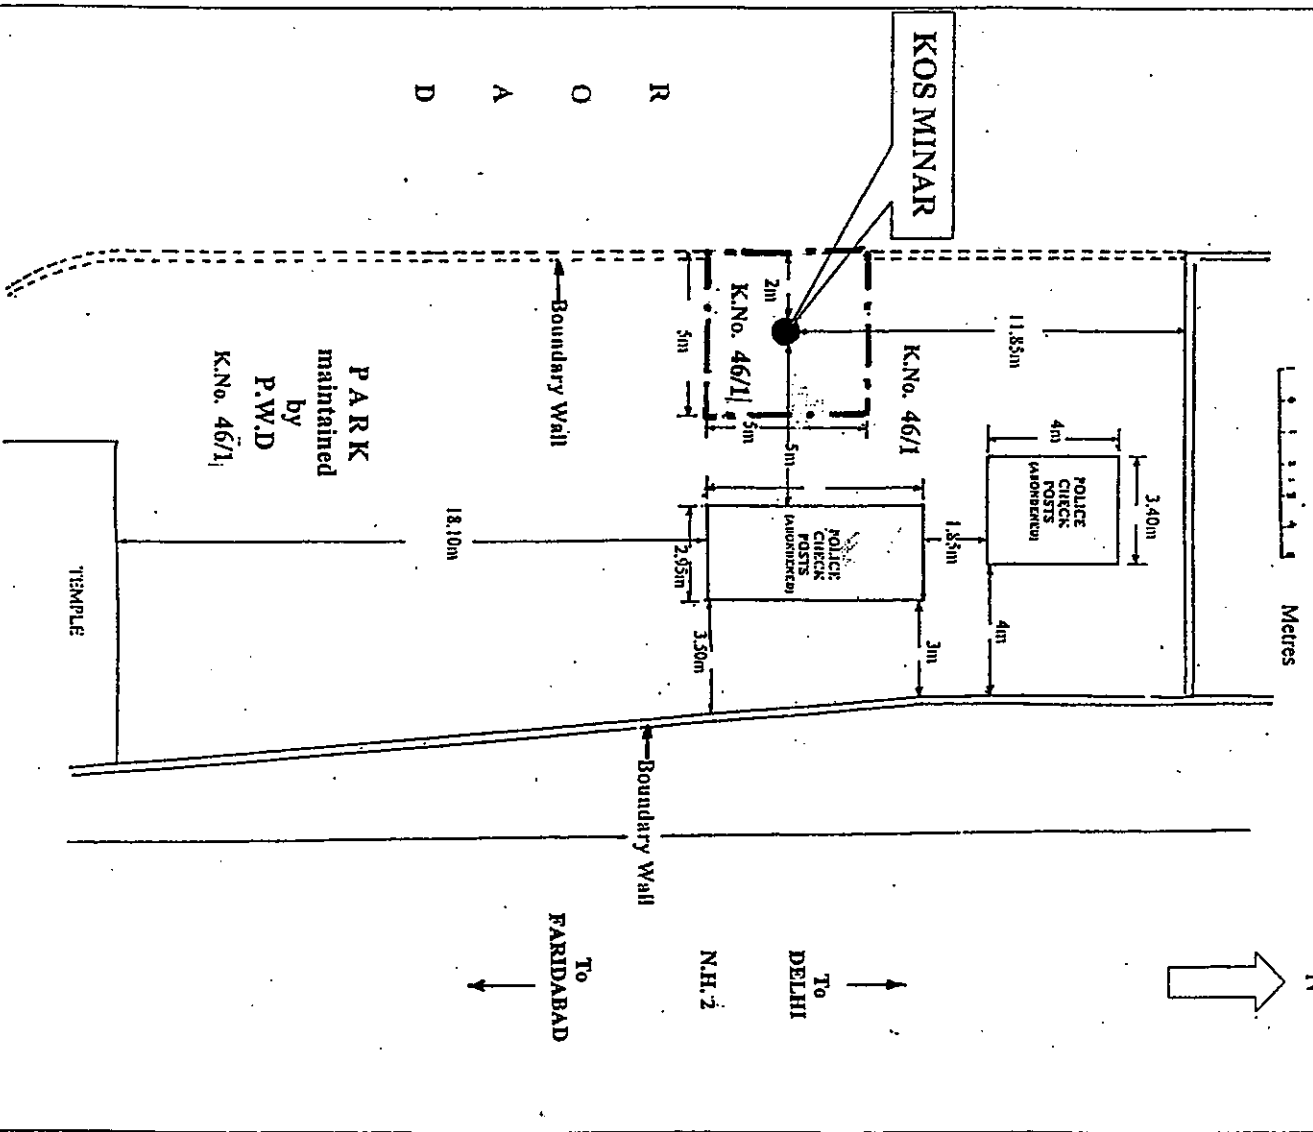 N
Metres
KOS MINAR
R O A D
11.85m
K.No. 46/1
4m
3.40m
POLICE
CHECK
POSTS
(ABONDENED)
1.85m
4m
2m
K.No. 46/1
5m
5m
5m
POLICE
CHECK
POSTS
(ABONDENED)
2.95m
3m
3.50m
Boundary Wall
18.10m
PARK
maintained
by
P.W.D
K.No. 46/1
TEMPLE
Boundary Wall
To
DELHI
N.H.2
To
FARIDABAD